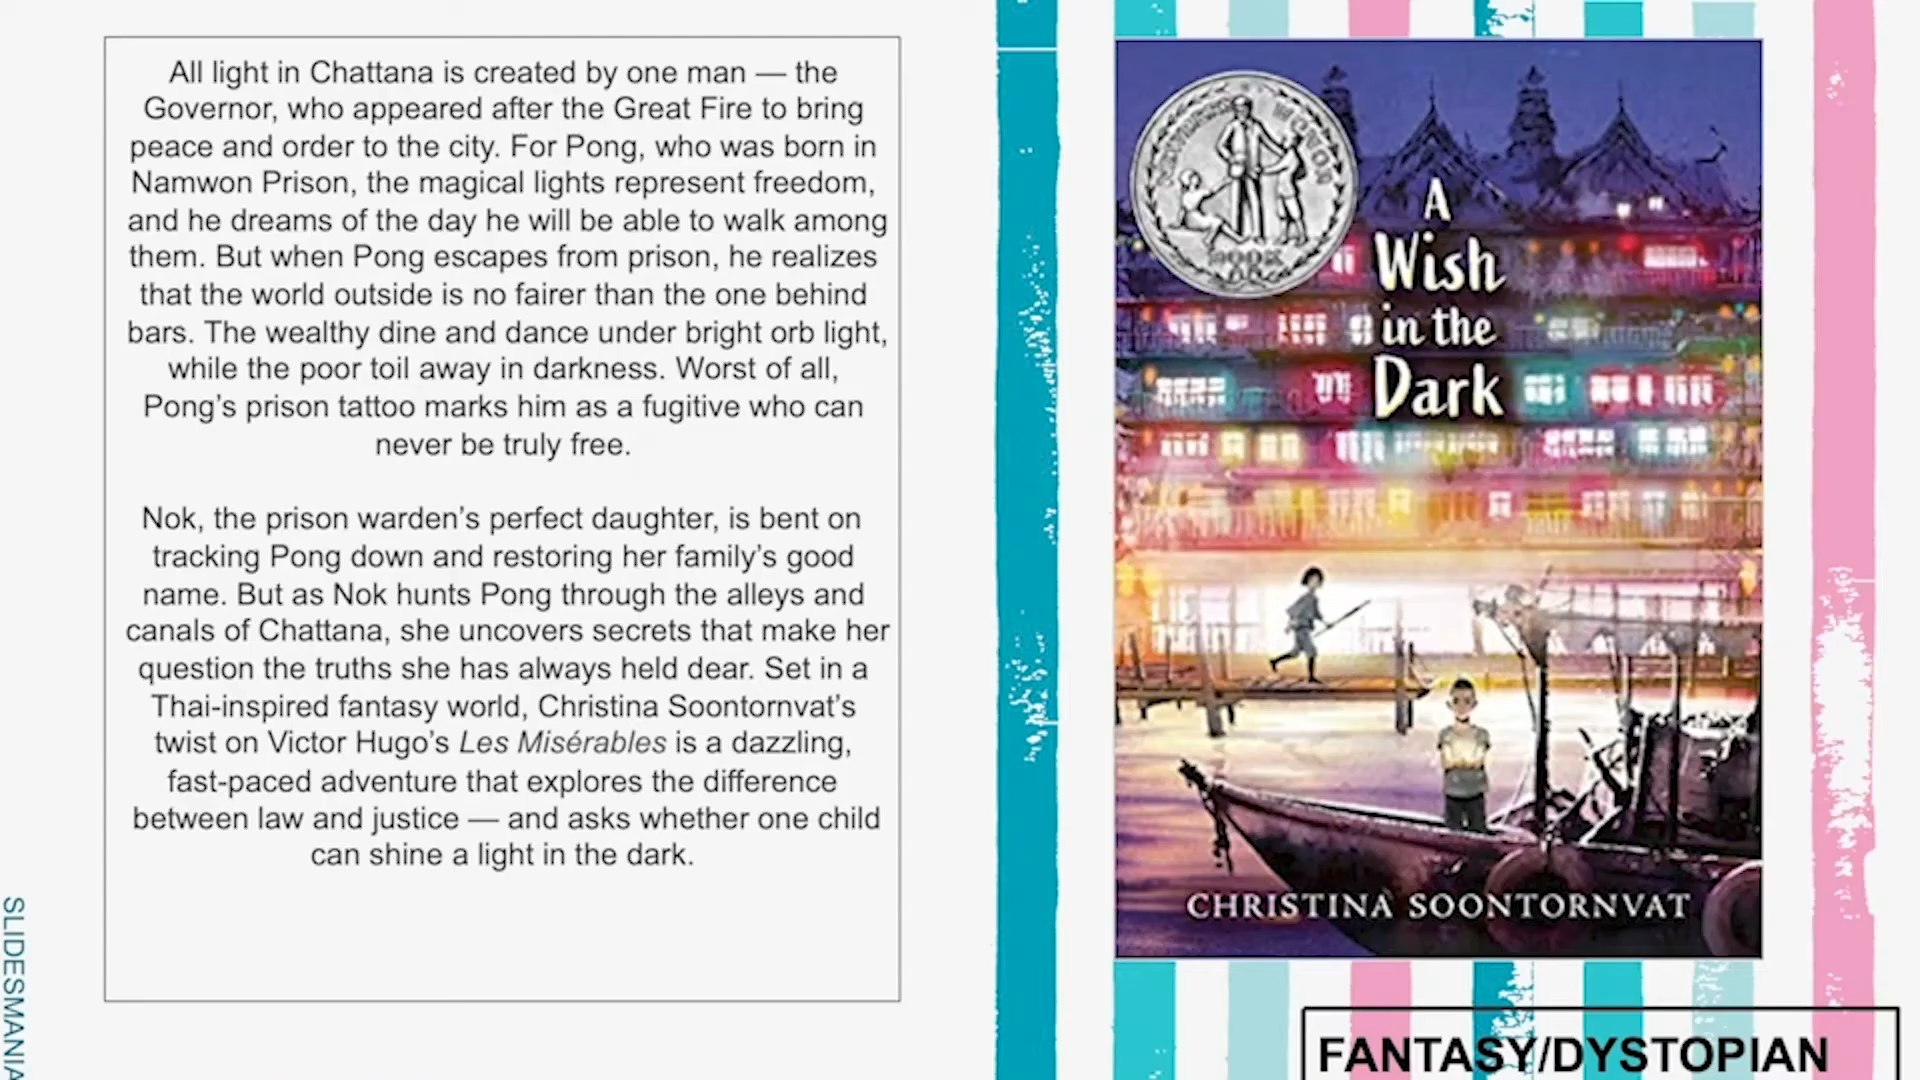 All light in Chattana is created by one man — the
Governor, who appeared after the Great Fire to bring
peace and order to the city. For Pong, who was born in
Namwon Prison, the magical lights represent freedom,
and he dreams of the day he will be able to walk among
them. But when Pong escapes from prison, he realizes
that the world outside is no fairer than the one behind
bars. The wealthy dine and dance under bright orb light,
while the poor toil away in darkness. Worst of all,
Pong’s prison tattoo marks him as a fugitive who can
never be truly free.
Nok, the prison warden’s perfect daughter, is bent on
tracking Pong down and restoring her family’s good
name. But as Nok hunts Pong through the alleys and
canals of Chattana, she uncovers secrets that make her
question the truths she has always held dear. Set in a
Thai-inspired fantasy world, Christina Soontornvat’s
twist on Victor Hugo’s Les Misérables is a dazzling,
fast-paced adventure that explores the difference
between law and justice — and asks whether one child
can shine a light in the dark.
SLIDESMANIA
A
Wish
in the
Dark
CHRISTINA SOONTORNVAT
FANTASY/DYSTOPIAN